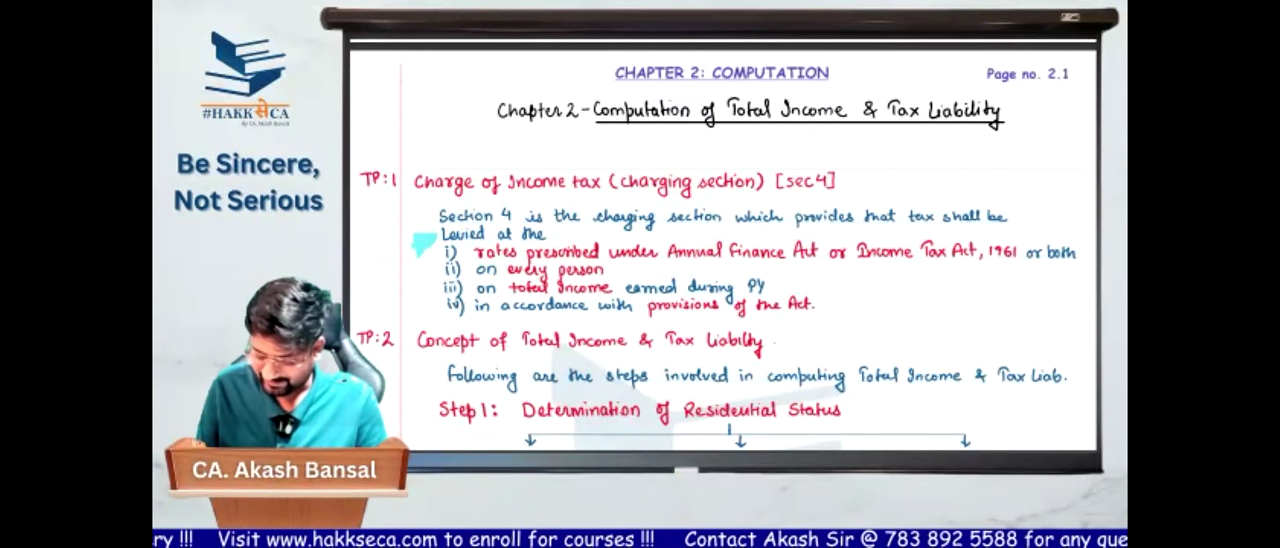 #HAKKसेCA
By CA. Akash Bansal
Be Sincere,
Not Serious
CA. Akash Bansal
CHAPTER 2: COMPUTATION
Page no. 2.1
Chapter 2 - Computation of Total Income & Tax Liability
TP:1 Charge of Income tax (charging section) [sec 4]
Section 4 is the charging section which provides that tax shall be
Levied at the
i) rates prescribed under Annual Finance Act or Income Tax Act, 1961 or both
ii) on every person
iii) on total Income earned during PY
iv) in accordance with provisions of the Act.
TP:2 Concept of Total Income & Tax liability
Following are the steps involved in computing Total Income & Tax Liab.
Step 1: Determination of Residential Status
ry !!! Visit www.hakkseca.com to enroll for courses !!! Contact Akash Sir @ 783 892 5588 for any que